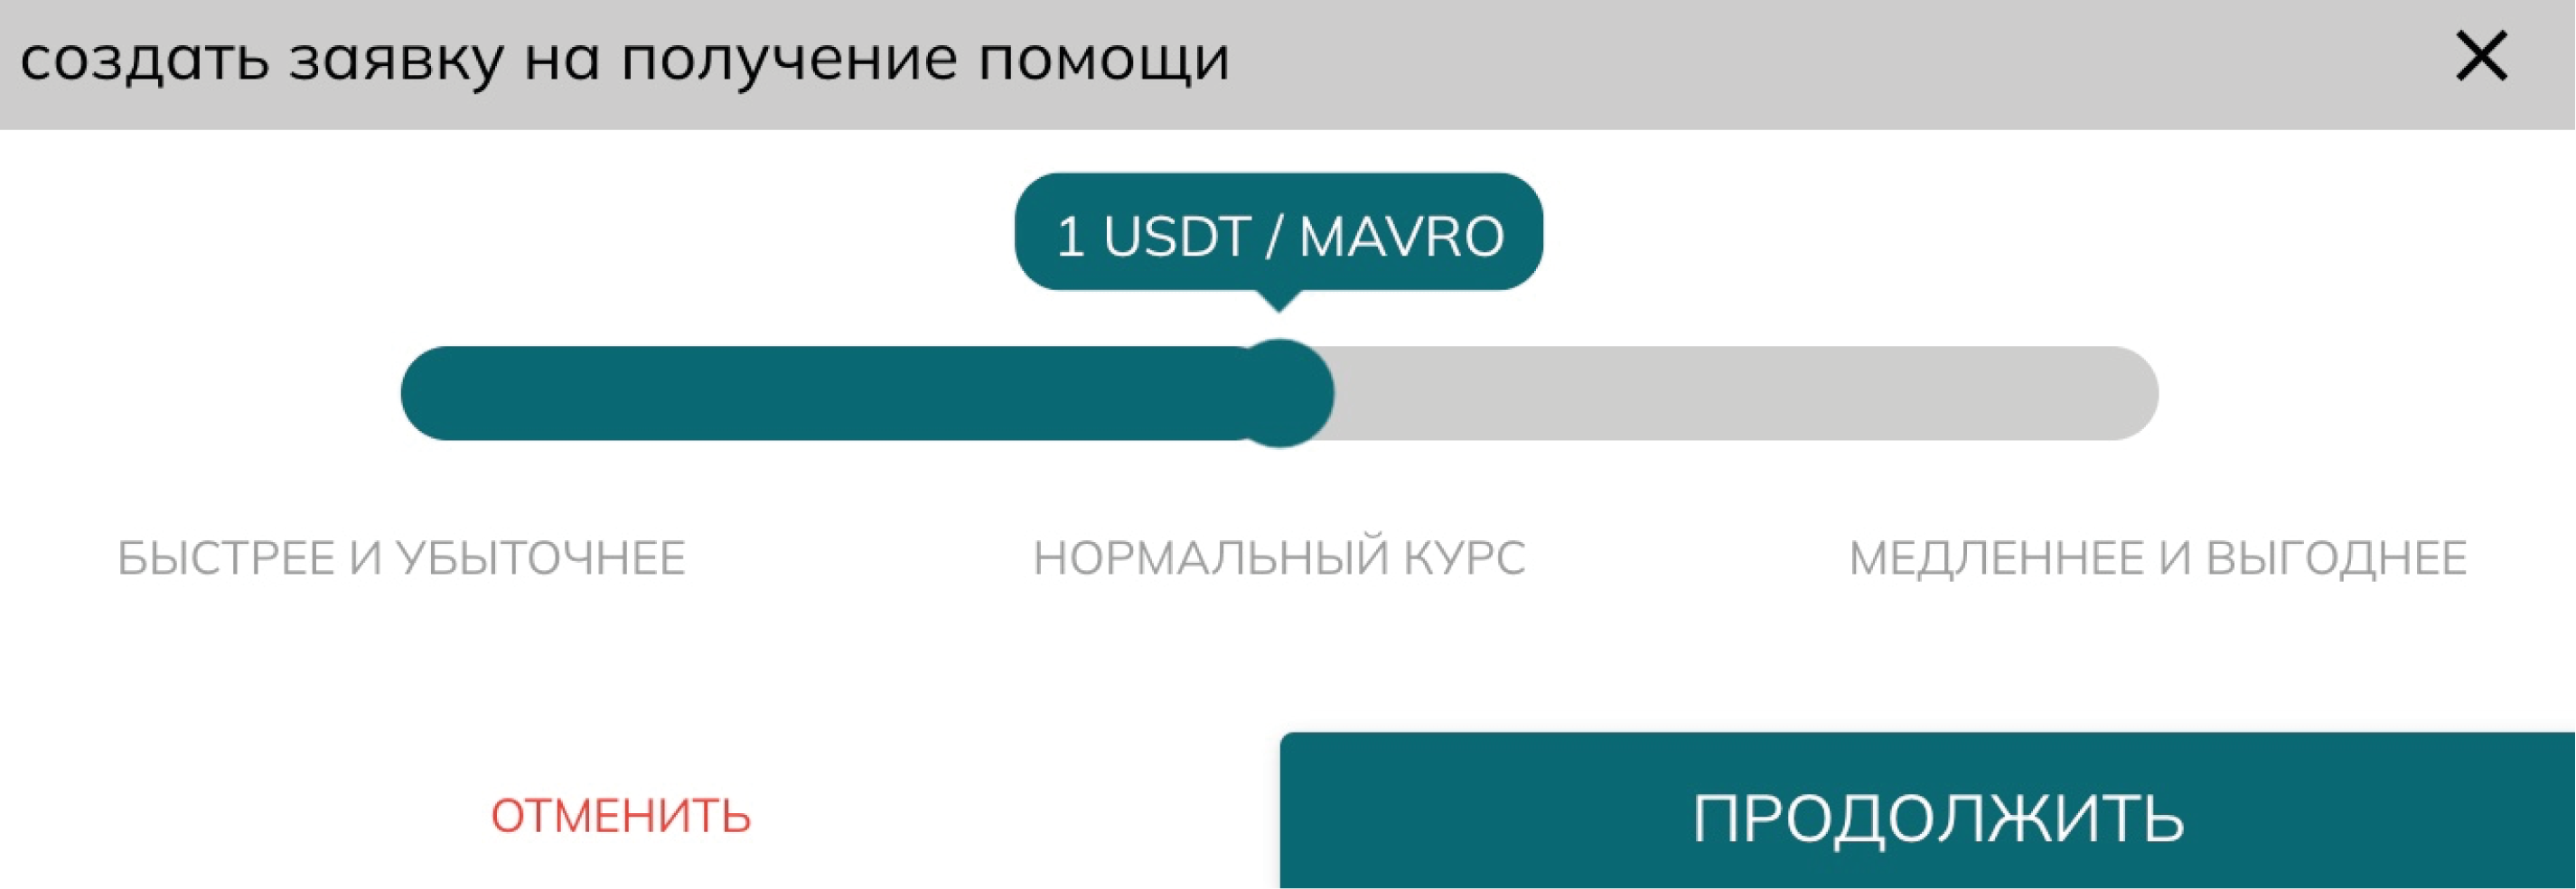 создать заявку на получение помощи
1 USDT / MAVRO
БЫСТРЕЕ И УБЫТОЧНЕЕ
НОРМАЛЬНЫЙ КУРС
МЕДЛЕННЕЕ И ВЫГОДНЕЕ
ОТМЕНИТЬ
ПРОДОЛЖИТЬ